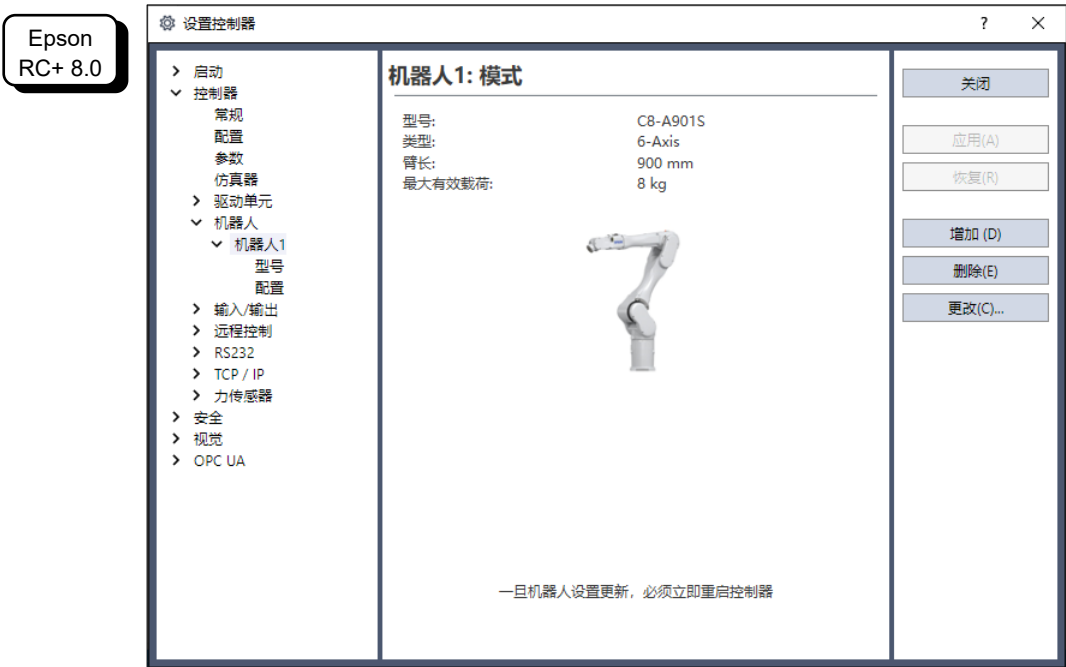 Epson
RC+ 8.0
设置控制器
?
启动
控制器
常规
配置
参数
仿真器
驱动单元
机器人
机器人1
型号
配置
输入/输出
远程控制
RS232
TCP / IP
力传感器
安全
视觉
OPC UA
机器人1: 模式
型号: C8-A901S
类型: 6-Axis
臂长: 900 mm
最大有效载荷: 8 kg
一旦机器人设置更新，必须立即重启控制器
关闭
应用(A)
恢复(R)
增加 (D)
删除(E)
更改(C)...